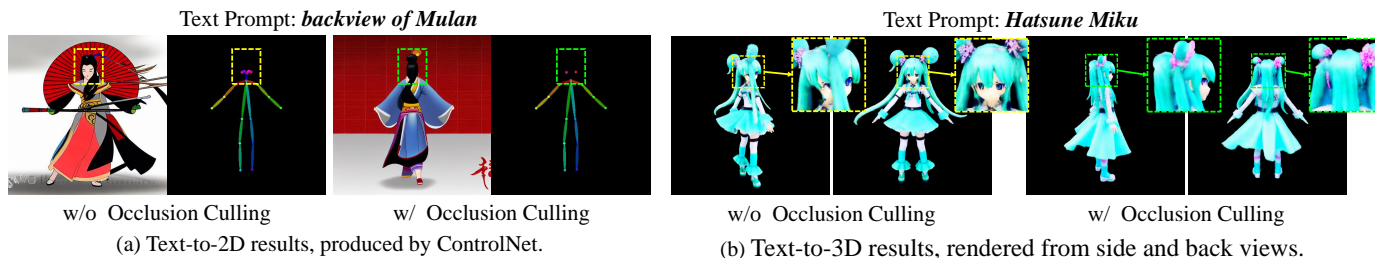 Text Prompt: backview of Mulan
Text Prompt: Hatsune Miku
w/o Occlusion Culling
w/ Occlusion Culling
w/o Occlusion Culling
w/ Occlusion Culling
(a) Text-to-2D results, produced by ControlNet.
(b) Text-to-3D results, rendered from side and back views.